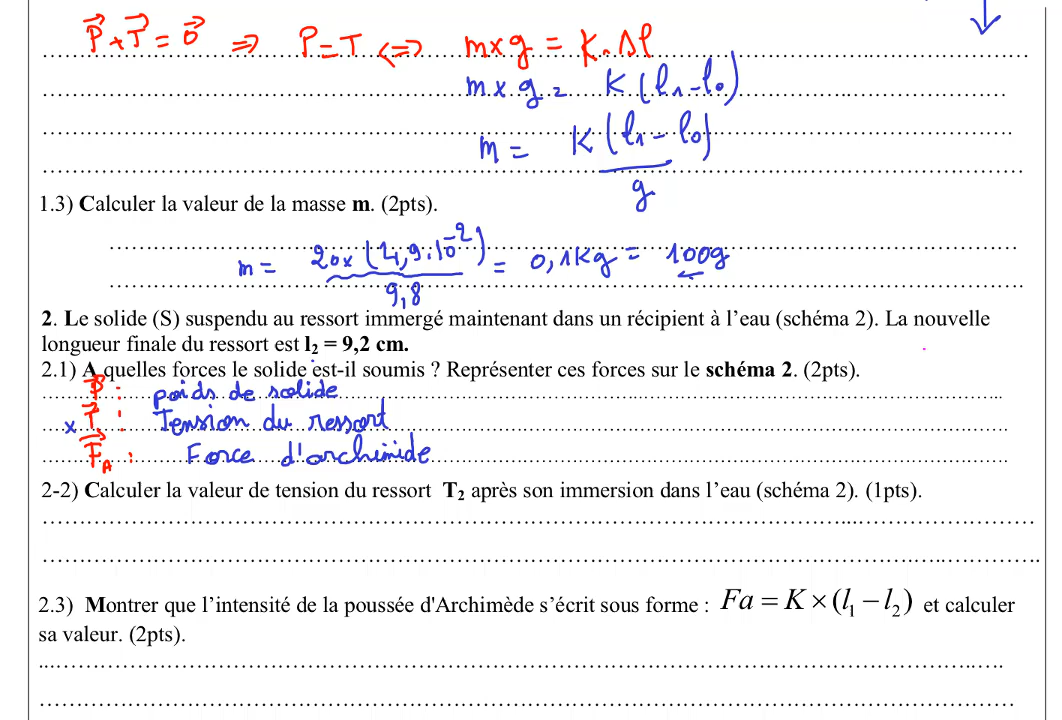 P⃗ + T⃗ = 0⃗ ⇒ P = T <=> m x g = K . Δl
m x g = K (l₁ - l₀)
m = K (l₁ - l₀) / g
1.3) Calculer la valeur de la masse m. (2pts).
m = 20 x (4,9.10⁻²) / 9,8 = 0,1Kg = 100g
2. Le solide (S) suspendu au ressort immergé maintenant dans un récipient à l'eau (schéma 2). La nouvelle
longueur finale du ressort est l₂ = 9,2 cm.
2.1) A quelles forces le solide est-il soumis ? Représenter ces forces sur le schéma 2. (2pts).
P⃗ : poids de solide
x T⃗ : Tension du ressort
F⃗_A : Force d'archimide
2-2) Calculer la valeur de tension du ressort T₂ après son immersion dans l'eau (schéma 2). (1pts).
2.3) Montrer que l'intensité de la poussée d'Archimède s'écrit sous forme : Fa = K × (l₁ − l₂) et calculer
sa valeur. (2pts).